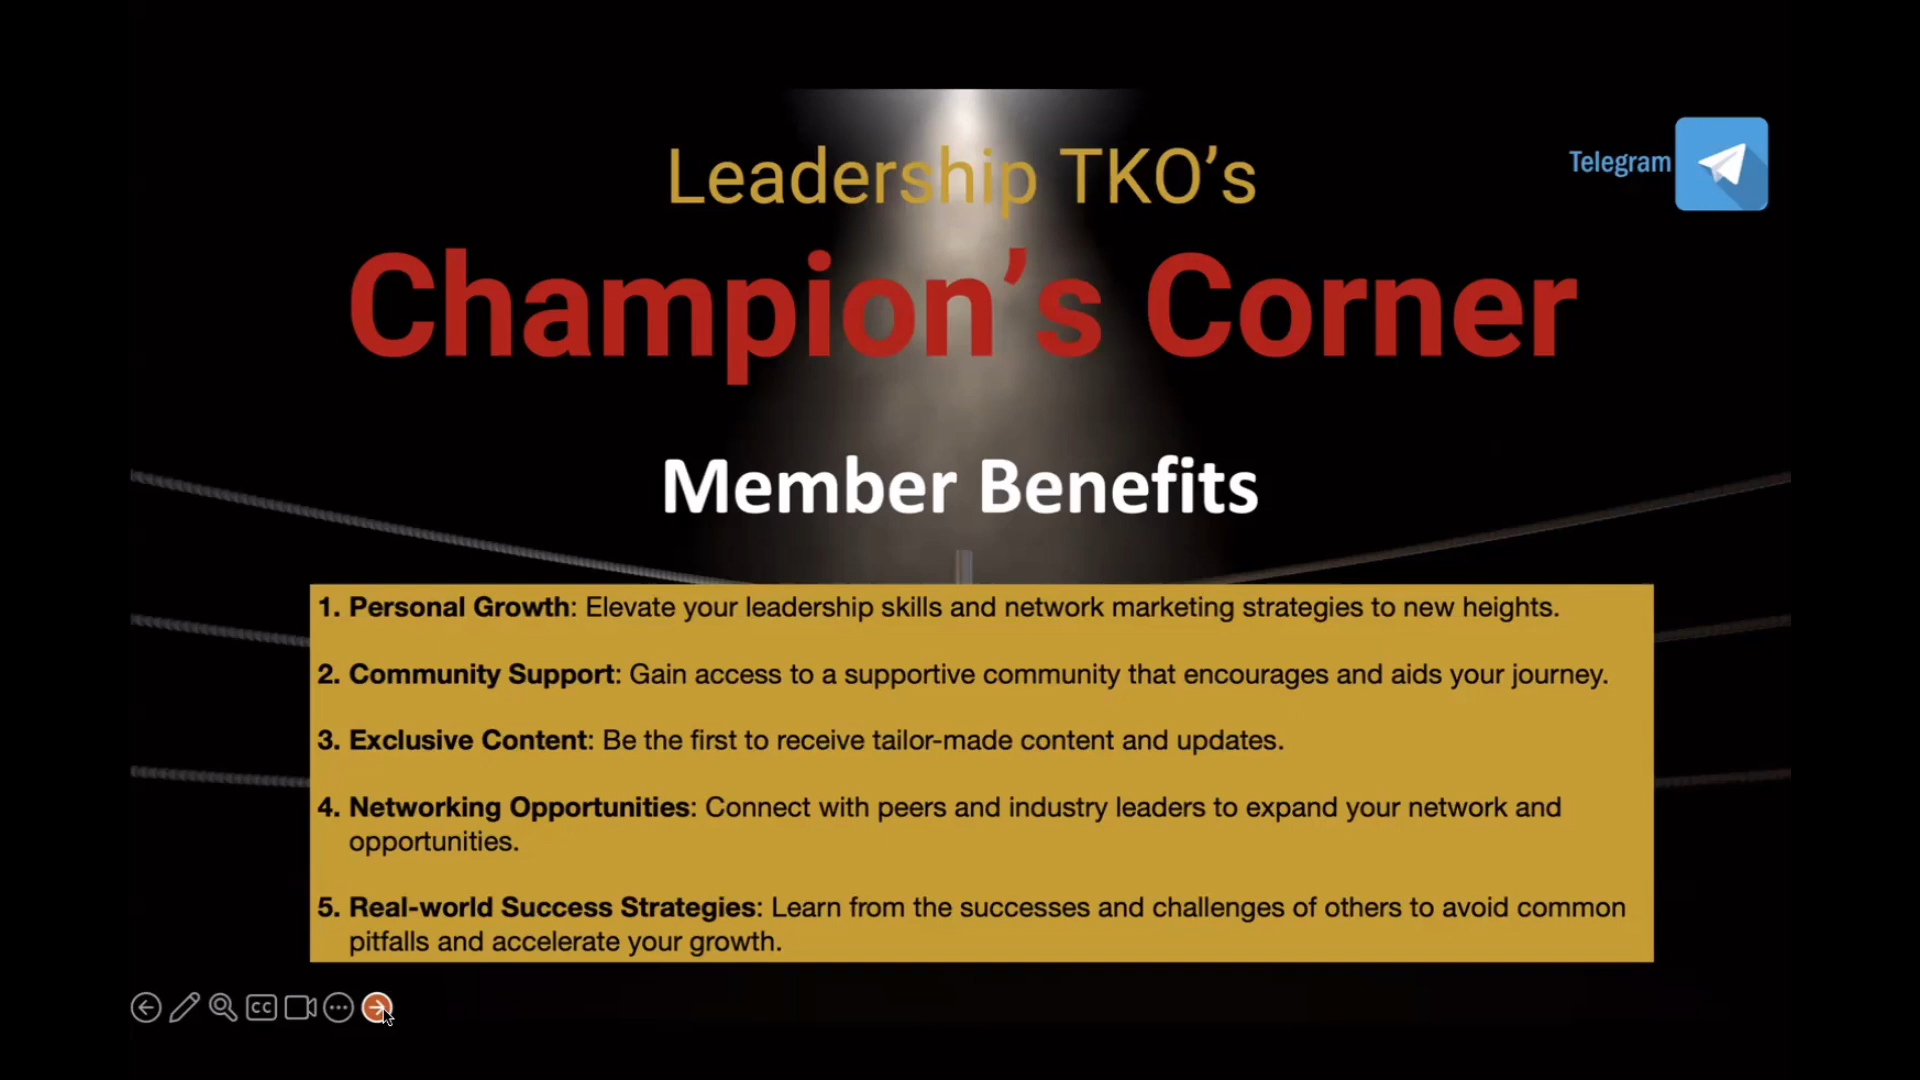 Leadership TKO’s
Telegram
Champion’s Corner
Member Benefits
1. Personal Growth: Elevate your leadership skills and network marketing strategies to new heights.
2. Community Support: Gain access to a supportive community that encourages and aids your journey.
3. Exclusive Content: Be the first to receive tailor-made content and updates.
4. Networking Opportunities: Connect with peers and industry leaders to expand your network and
opportunities.
5. Real-world Success Strategies: Learn from the successes and challenges of others to avoid common
pitfalls and accelerate your growth.
CC